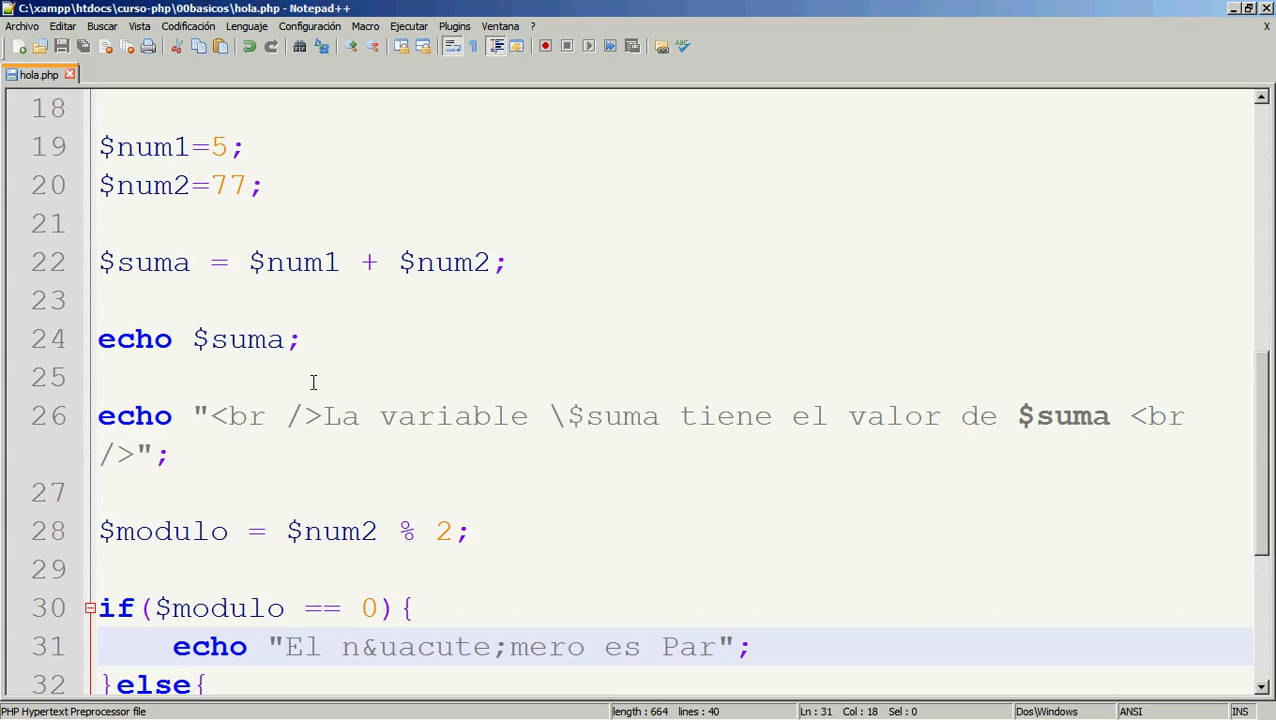 C:\xampp\htdocs\curso-php\00basicos\hola.php - Notepad++
Archivo Editar Buscar Vista Codificación Lenguaje Configuración Macro Ejecutar Plugins Ventana ? X
hola.php
18
19 $num1=5;
20 $num2=77;
21
22 $suma = $num1 + $num2;
23
24 echo $suma;
25
26 echo "<br />La variable \$suma tiene el valor de $suma <br
/>";
27
28 $modulo = $num2 % 2;
29
30 if($modulo == 0){
31 echo "El n&uacute;mero es Par";
32 }else{
PHP Hypertext Preprocessor file length : 664 lines : 40 Ln : 31 Col : 18 Sel : 0 Dos\Windows ANSI INS